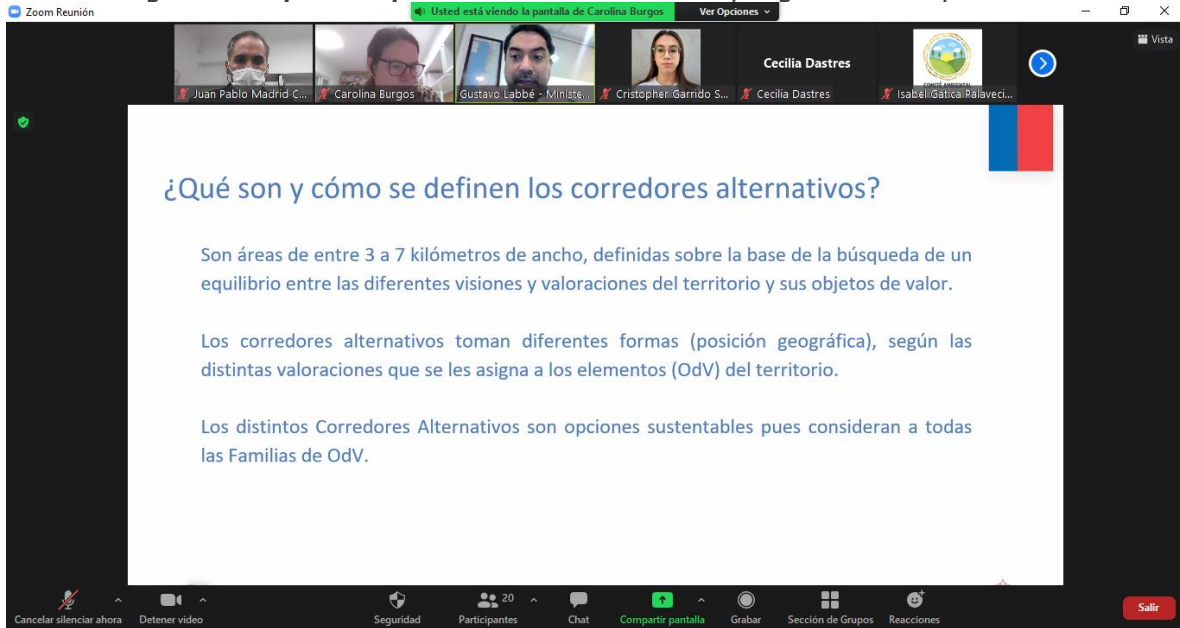 Zoom Reunión
Usted está viendo la pantalla de Carolina Burgos
Ver Opciones
Vista
Cecilia Dastres
Juan Pablo Madrid C...
Carolina Burgos
Gustavo Labbé - Ministe...
Cristopher Garrido S...
Cecilia Dastres
Isabel Gatica Palaveci...
¿Qué son y cómo se definen los corredores alternativos?
Son áreas de entre 3 a 7 kilómetros de ancho, definidas sobre la base de la búsqueda de un
equilibrio entre las diferentes visiones y valoraciones del territorio y sus objetos de valor.
Los corredores alternativos toman diferentes formas (posición geográfica), según las
distintas valoraciones que se les asigna a los elementos (OdV) del territorio.
Los distintos Corredores Alternativos son opciones sustentables pues consideran a todas
las Familias de OdV.
Cancelar silenciar ahora
Detener video
Seguridad
20
Participantes
Chat
Compartir pantalla
Grabar
Sección de Grupos
Reacciones
Salir